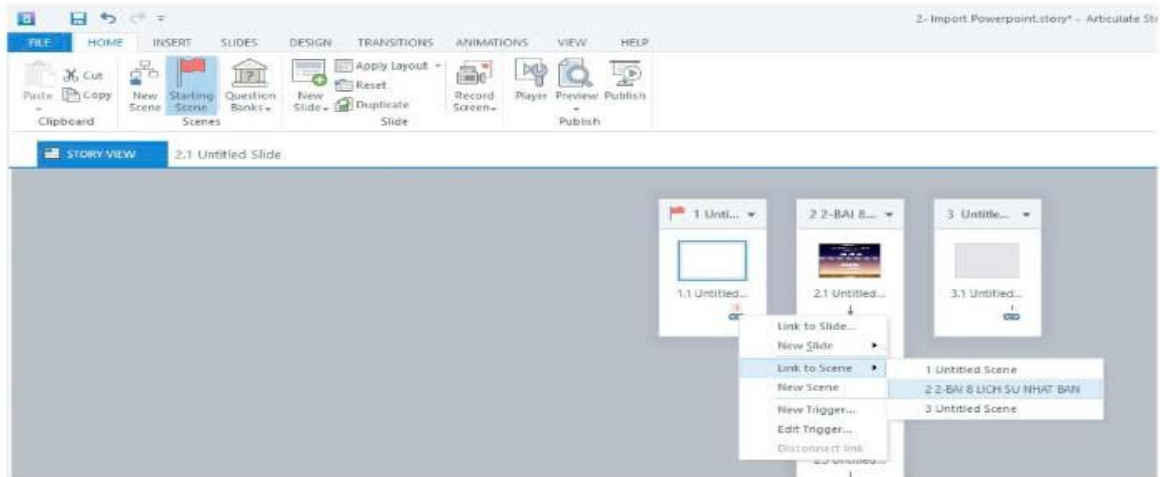 2- Import Powerpoint.story* - Articulate Sto
FILE HOME INSERT SLIDES DESIGN TRANSITIONS ANIMATIONS VIEW HELP
Paste
Cut
Copy
Clipboard
New Scene
Starting Scene
Question Banks
Scenes
New Slide
Apply Layout
Reset
Duplicate
Slide
Record Screen
Player
Preview
Publish
Publish
STORY VIEW 2.1 Untitled Slide
1 Unti...
2 2-BAI 8...
3 Untitle...
1.1 Untitled...
2.1 Untitled...
3.1 Untitled...
Link to Slide...
New Slide
Link to Scene
New Scene
New Trigger...
Edit Trigger...
Disconnect link
1 Untitled Scene
2 2-BAI 8 LICH SU NHAT BAN
3 Untitled Scene